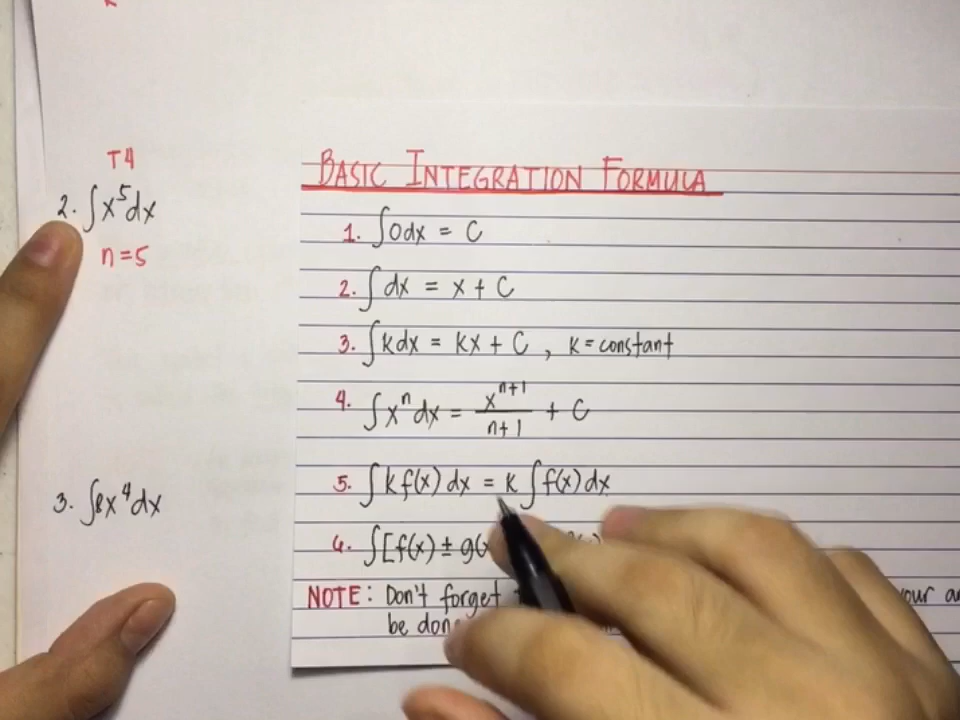 T4
2. ∫x⁵dx
n=5
3. ∫8x⁴dx
BASIC INTEGRATION FORMULA
1. ∫0dx = C
2. ∫dx = x + C
3. ∫kdx = kx + C , k = constant
4. ∫xⁿdx = xⁿ⁺¹/n+1 + C
5. ∫k f(x) dx = k ∫f(x) dx
6. ∫[f(x) ± g(x
NOTE: Don't forget your
be done